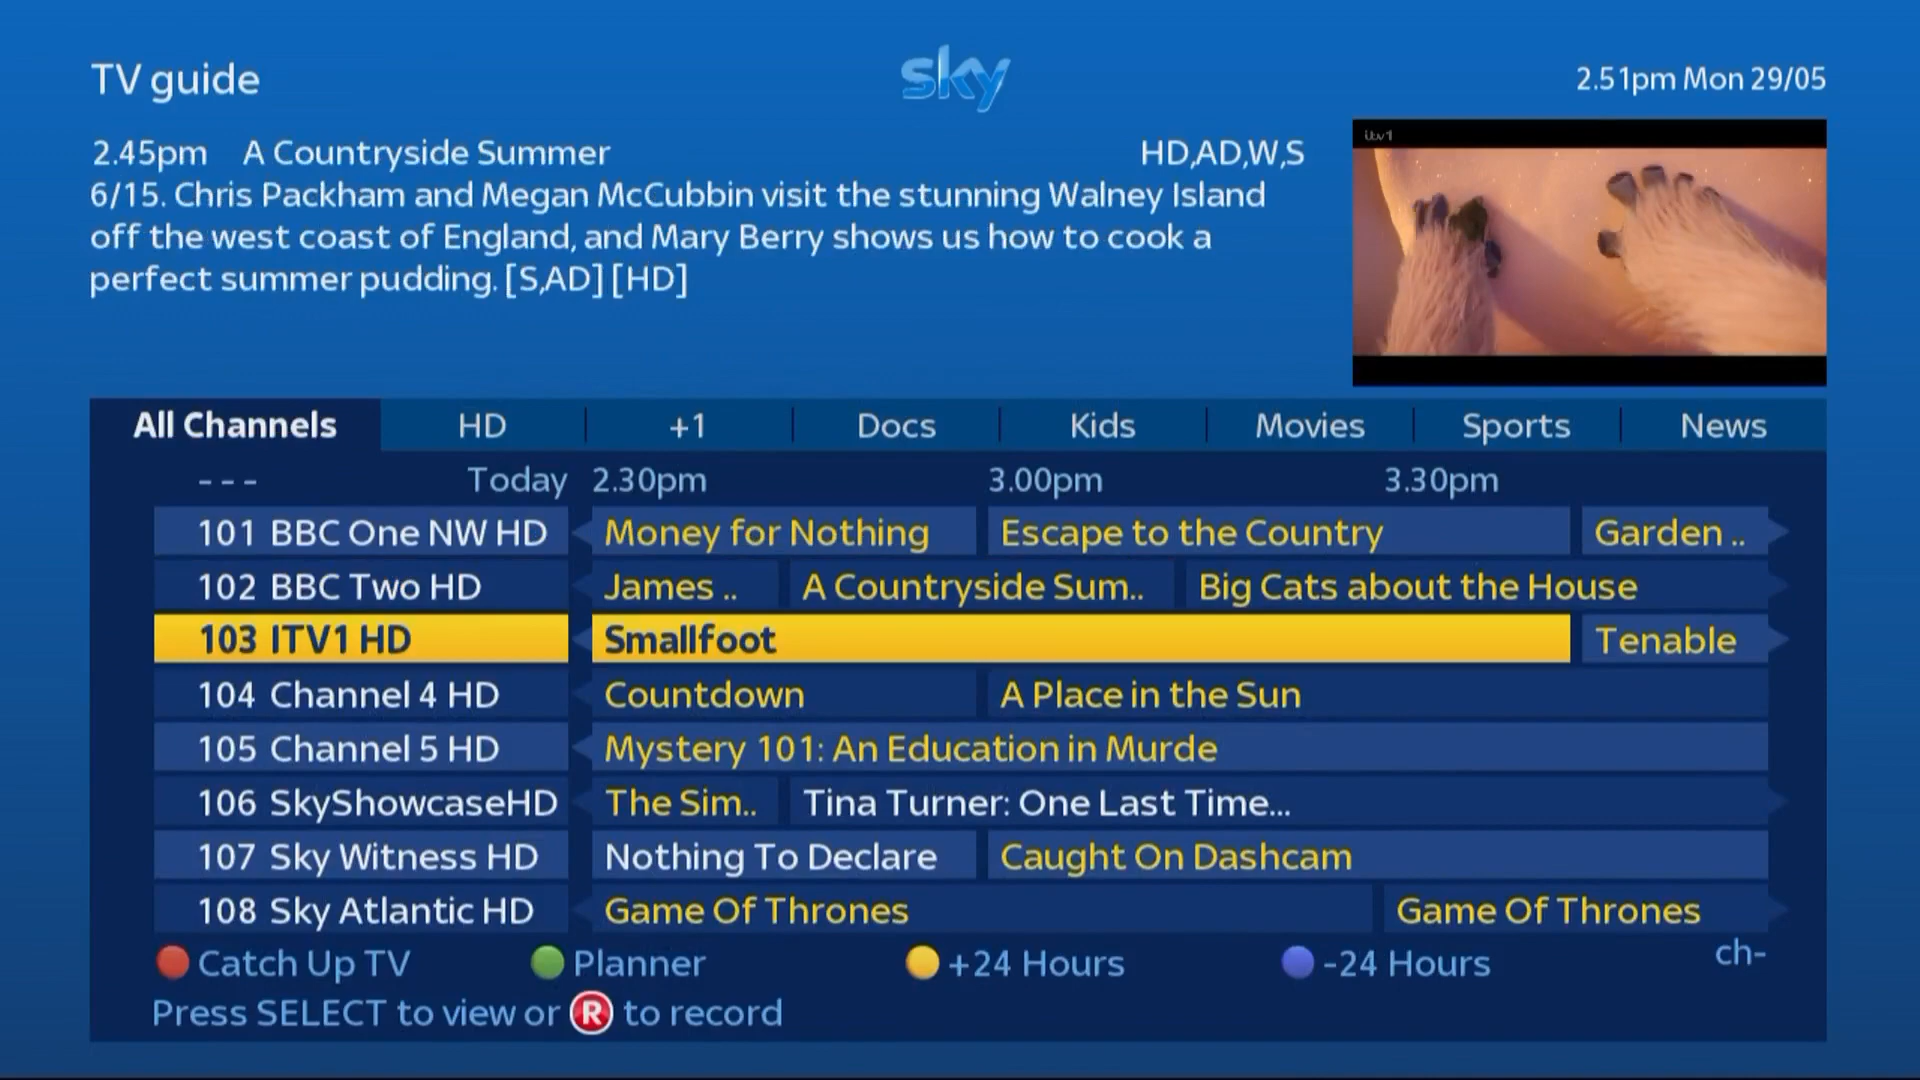 TV guide
sky
2.51pm Mon 29/05
2.45pm A Countryside Summer HD,AD,W,S
6/15. Chris Packham and Megan McCubbin visit the stunning Walney Island
off the west coast of England, and Mary Berry shows us how to cook a
perfect summer pudding. [S,AD] [HD]
itv1
All Channels HD +1 Docs Kids Movies Sports News
--- Today 2.30pm 3.00pm 3.30pm
101 BBC One NW HD Money for Nothing Escape to the Country Garden ..
102 BBC Two HD James .. A Countryside Sum.. Big Cats about the House
103 ITV1 HD Smallfoot Tenable
104 Channel 4 HD Countdown A Place in the Sun
105 Channel 5 HD Mystery 101: An Education in Murde
106 SkyShowcaseHD The Sim.. Tina Turner: One Last Time...
107 Sky Witness HD Nothing To Declare Caught On Dashcam
108 Sky Atlantic HD Game Of Thrones Game Of Thrones
Catch Up TV Planner +24 Hours -24 Hours ch-
Press SELECT to view or R to record